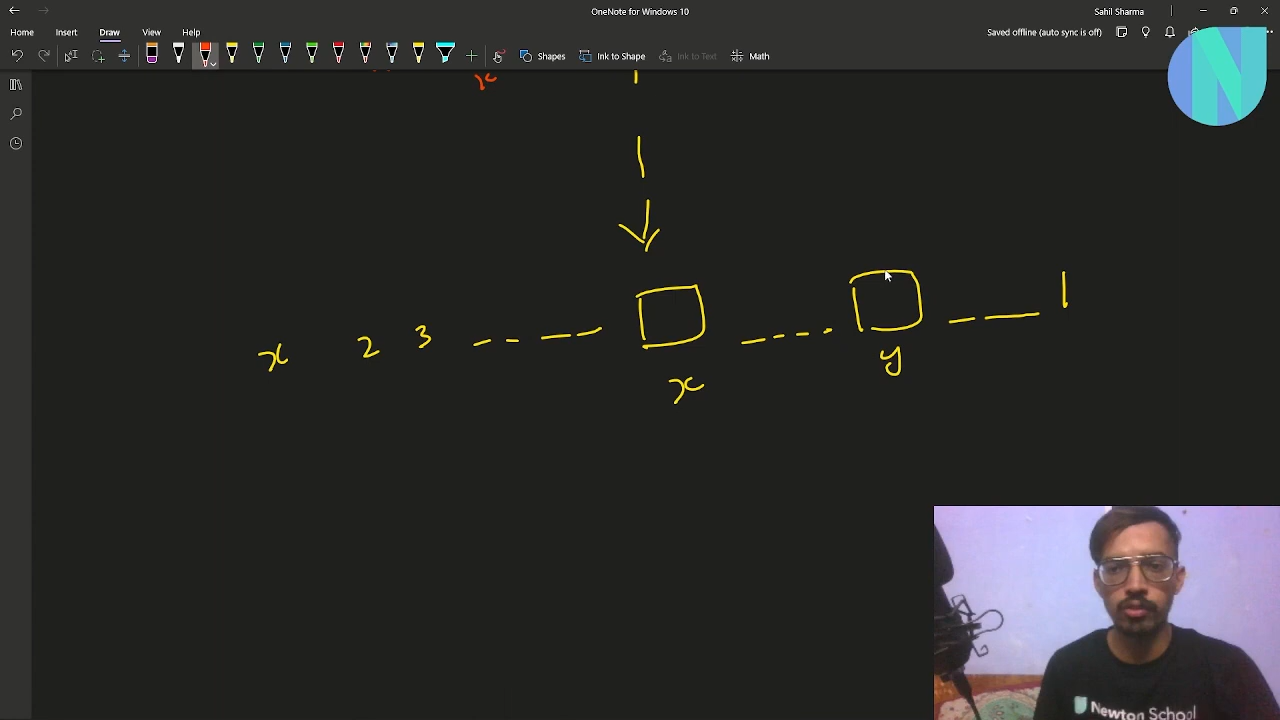 OneNote for Windows 10
Sahil Sharma
Home Insert Draw View Help
Saved offline (auto sync is off)
Shapes Ink to Shape Ink to Text Math
x
x 2 3 1
x y
Newton School